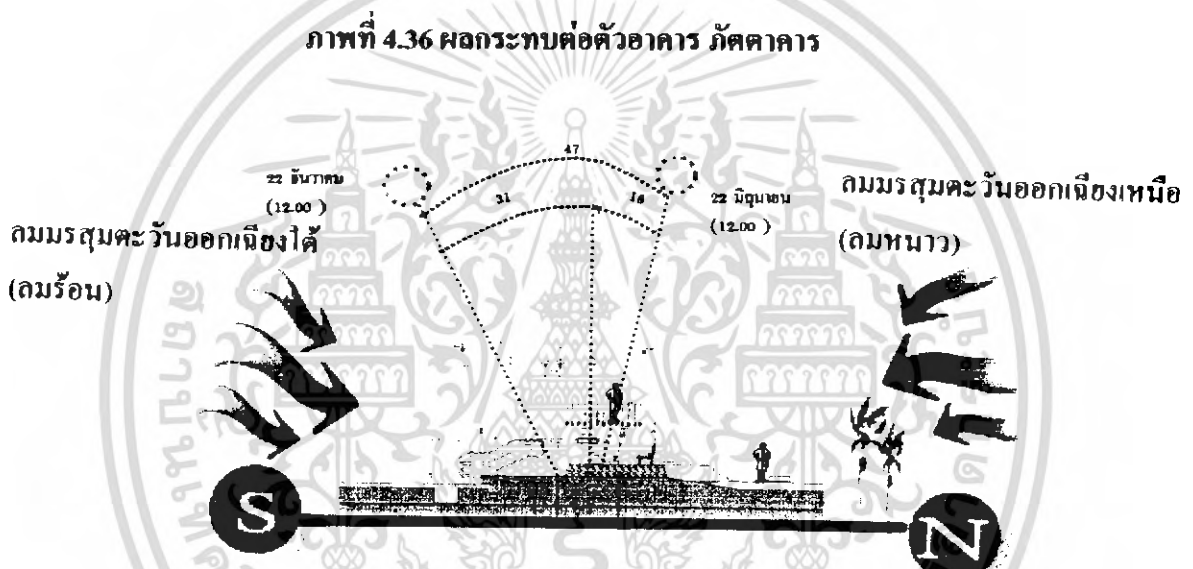 ภาพที่ 4.36 ผลกระทบต่อตัวอาคาร ภัตตาคาร
47
22 ธันวาคม
(12.00 )
31
16
22 มิถุนายน
(12.00 )
ลมมรสุมตะวันออกเฉียงเหนือ
(ลมหนาว)
ลมมรสุมตะวันออกเฉียงใต้
(ลมร้อน)
S
N